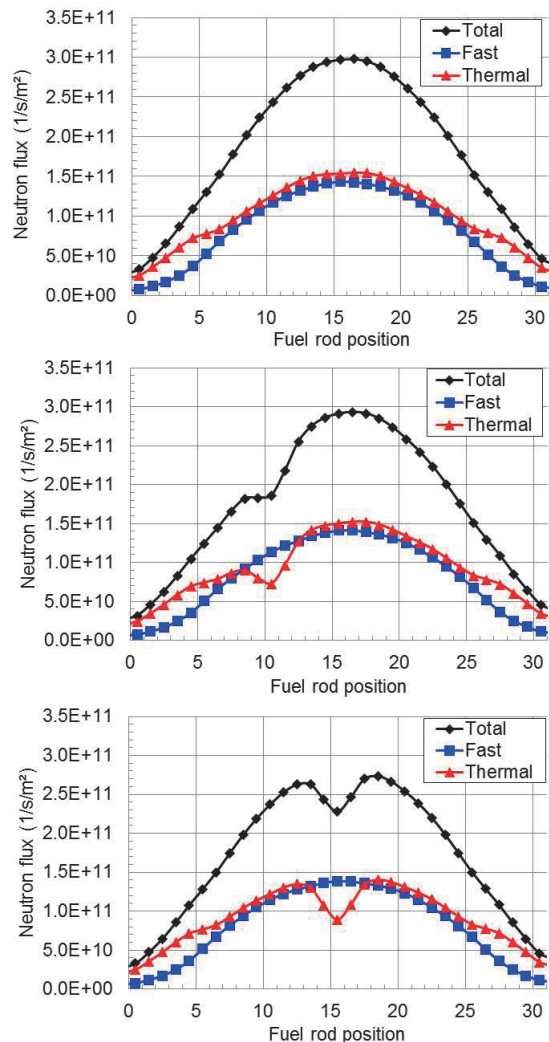 3.5E+11
3.0E+11
2.5E+11
2.0E+11
1.5E+11
1.0E+11
5.0E+10
0.0E+00
Neutron flux (1/s/m²)
Total
Fast
Thermal
0 5 10 15 20 25 30
Fuel rod position
3.5E+11
3.0E+11
2.5E+11
2.0E+11
1.5E+11
1.0E+11
5.0E+10
0.0E+00
Neutron flux (1/s/m²)
Total
Fast
Thermal
0 5 10 15 20 25 30
Fuel rod position
3.5E+11
3.0E+11
2.5E+11
2.0E+11
1.5E+11
1.0E+11
5.0E+10
0.0E+00
Neutron flux (1/s/m²)
Total
Fast
Thermal
0 5 10 15 20 25 30
Fuel rod position